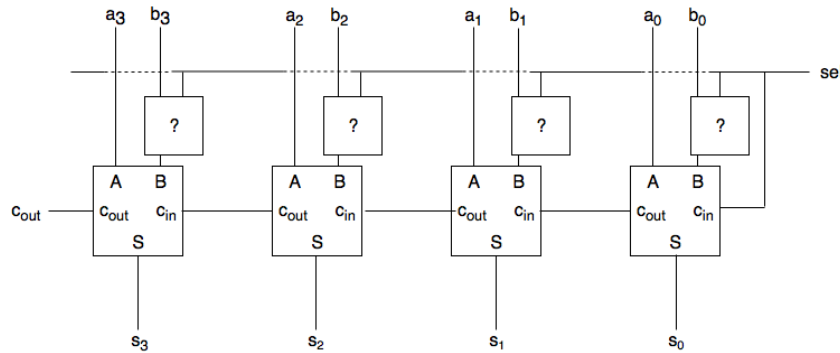 a3 b3 a2 b2 a1 b1 a0 b0
se
? ? ? ?
A B A B A B A B
cout cout cin cout cin cout cin cout cin
S S S S
s3 s2 s1 s0